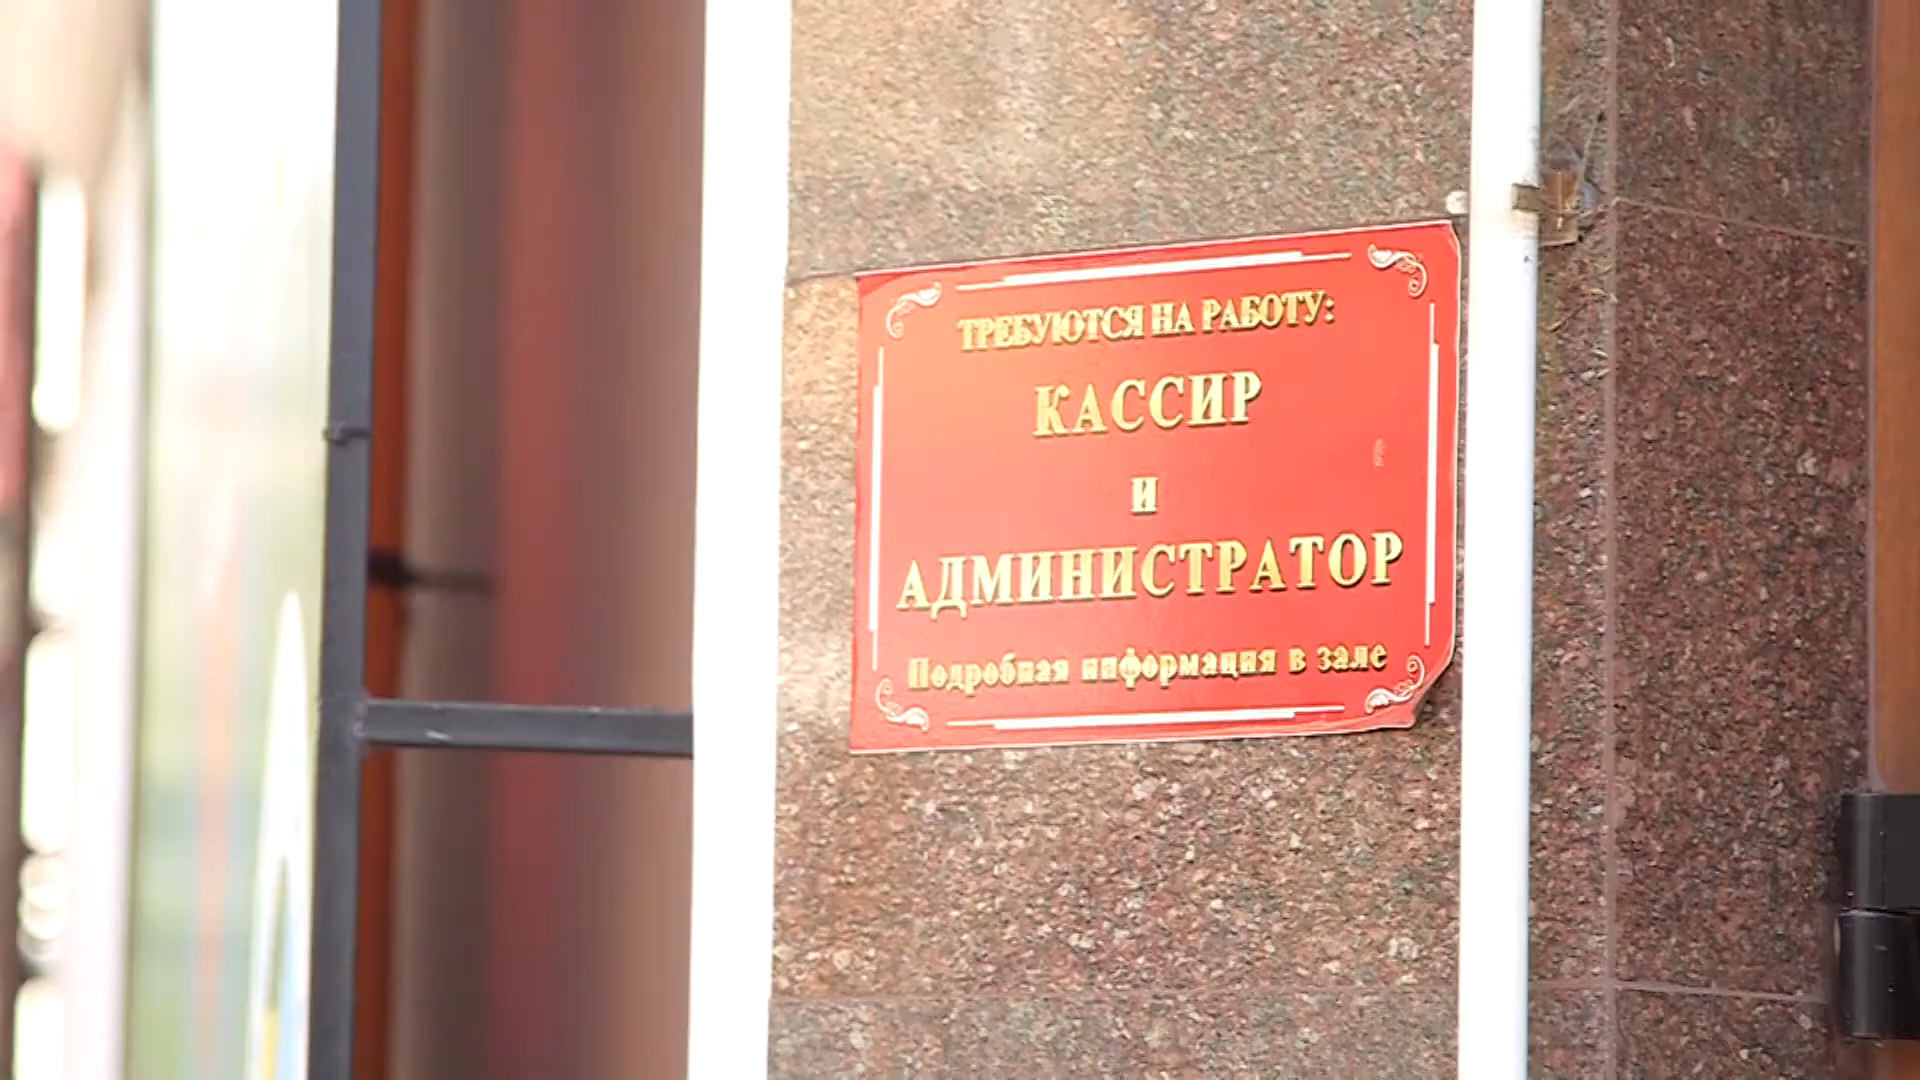 ТРЕБУЮТСЯ НА РАБОТУ:
КАССИР
И
АДМИНИСТРАТОР
Подробная информация в зале